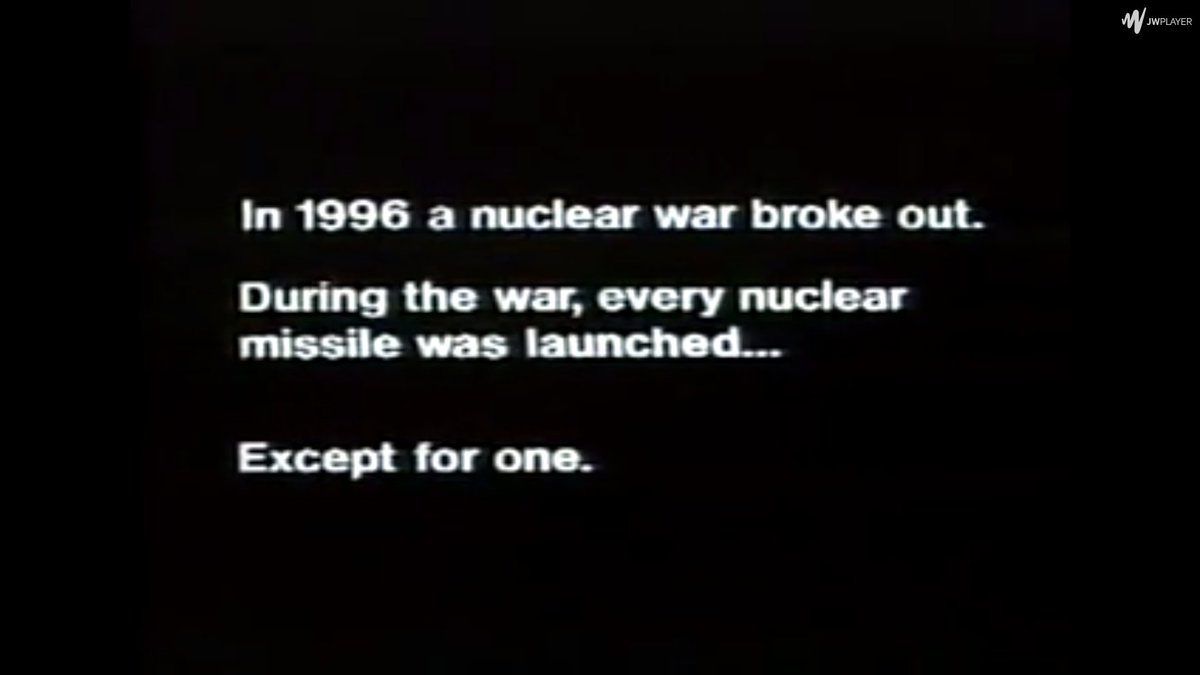 JWPLAYER
In 1996 a nuclear war broke out.
During the war, every nuclear
missile was launched...
Except for one.